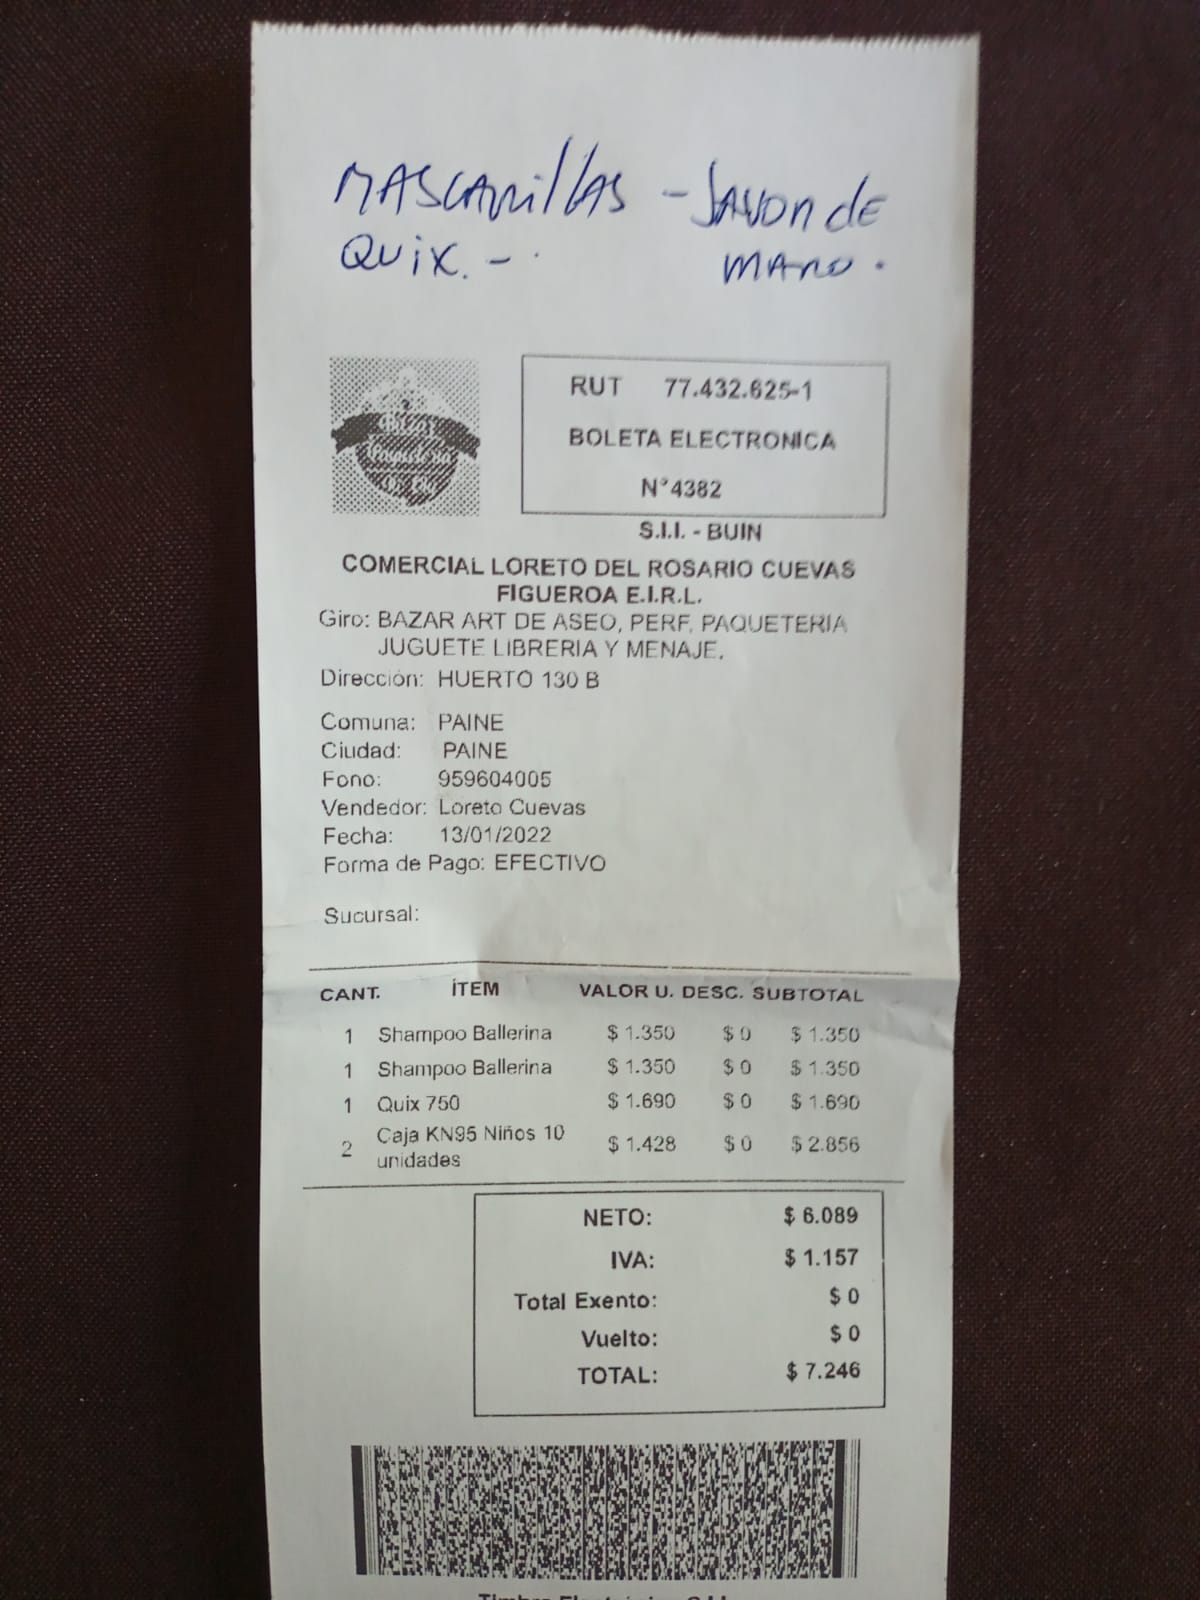 MASCARillAS - JAVON de
QUiX. - . MANO.
RUT 77.432.625-1
BOLETA ELECTRONICA
N°4382
S.I.I. - BUIN
COMERCIAL LORETO DEL ROSARIO CUEVAS
FIGUEROA E.I.R.L.
Giro: BAZAR ART DE ASEO, PERF, PAQUETERIA
JUGUETE LIBRERIA Y MENAJE,
Dirección: HUERTO 130 B
Comuna: PAINE
Ciudad: PAINE
Fono: 959604005
Vendedor: Loreto Cuevas
Fecha: 13/01/2022
Forma de Pago: EFECTIVO
Sucursal:
CANT. ÍTEM VALOR U. DESC. SUBTOTAL
1 Shampoo Ballerina $ 1.350 $ 0 $ 1.350
1 Shampoo Ballerina $ 1.350 $ 0 $ 1.350
1 Quix 750 $ 1.690 $ 0 $ 1.690
2 Caja KN95 Niños 10 $ 1.428 $ 0 $ 2.856
unidades
NETO: $ 6.089
IVA: $ 1.157
Total Exento: $ 0
Vuelto: $ 0
TOTAL: $ 7.246